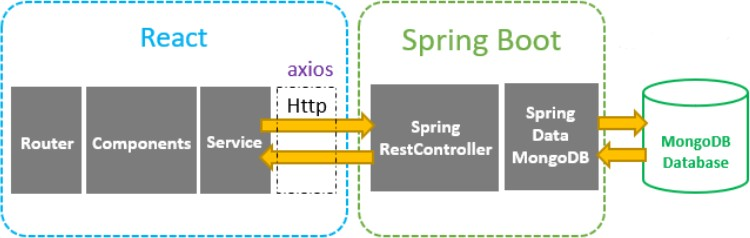 React
Spring Boot
axios
Http
Router
Components
Service
Spring
RestController
Spring
Data
MongoDB
MongoDB
Database